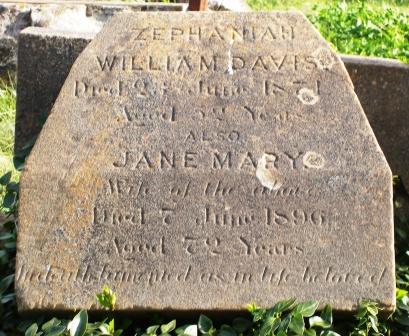 ZEPHANIAH
WILLIAM DAVIS.
Died June
Aged Years
ALSO
JANE MARY
Wife of the above
Died 7 June 1896
Aged 72 Years
In death lamented as in life beloved